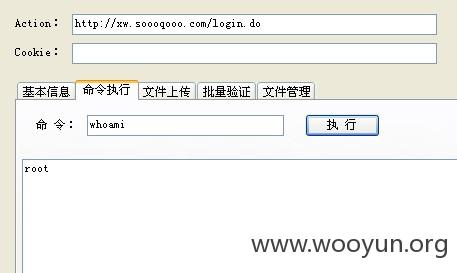 Action: http://xw.soooqooo.com/login.do
Cookie:
基本信息 命令执行 文件上传 批量验证 文件管理
命 令: whoami 执 行
root
www.wooyun.org